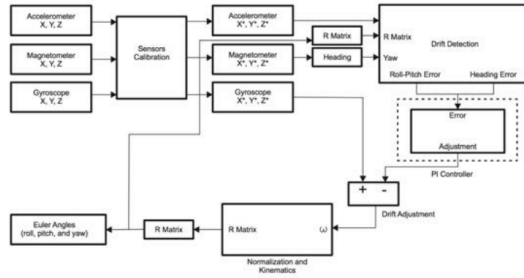 Accelerometer
X, Y, Z
Magnetometer
X, Y, Z
Gyroscope
X, Y, Z
Sensors
Calibration
Accelerometer
X*, Y*, Z*
Magnetometer
X*, Y*, Z*
Gyroscope
X*, Y*, Z*
R Matrix
Heading
R Matrix
Yaw
Drift Detection
Roll-Pitch Error
Heading Error
Error
Adjustment
PI Controller
+ -
Drift Adjustment
R Matrix
ω
Normalization and
Kinematics
R Matrix
Euler Angles
(roll, pitch, and yaw)